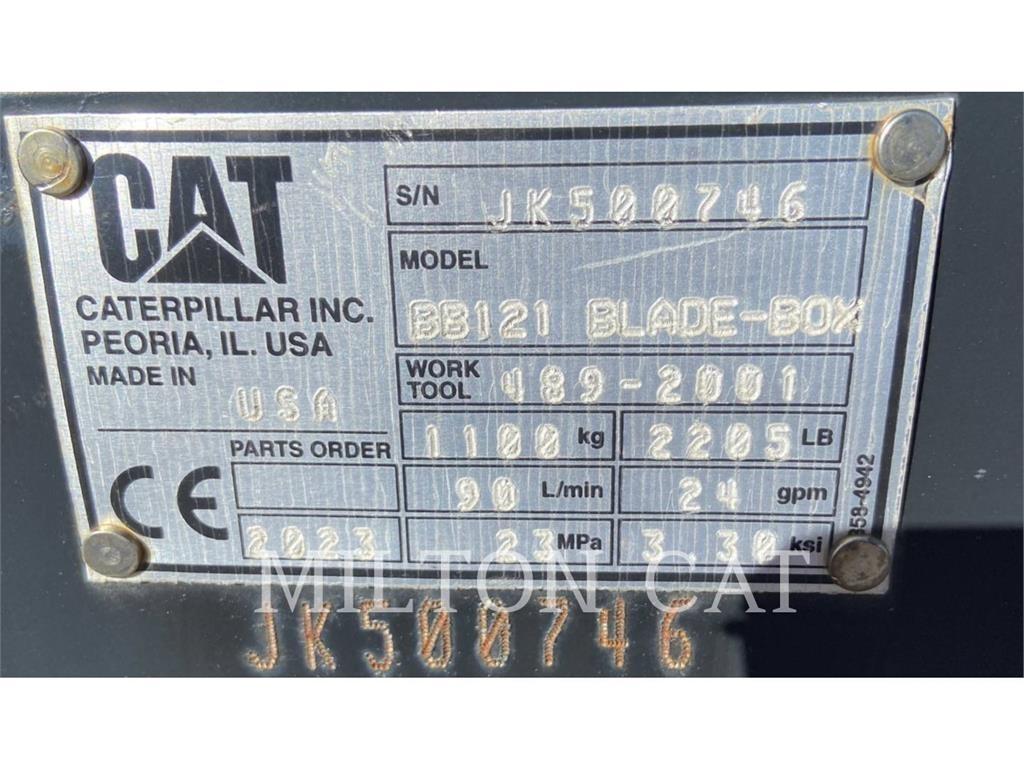 CAT
CATERPILLAR INC.
PEORIA, IL. USA
MADE IN USA
S/N JK500746
MODEL
BB121 BLADE-BOX
WORK TOOL 489-2001
PARTS ORDER
1100 kg 2205 LB
90 L/min 24 gpm
CE 2023 23 MPa 3.30 ksi
58-4942
MILTON CAT
JK500746